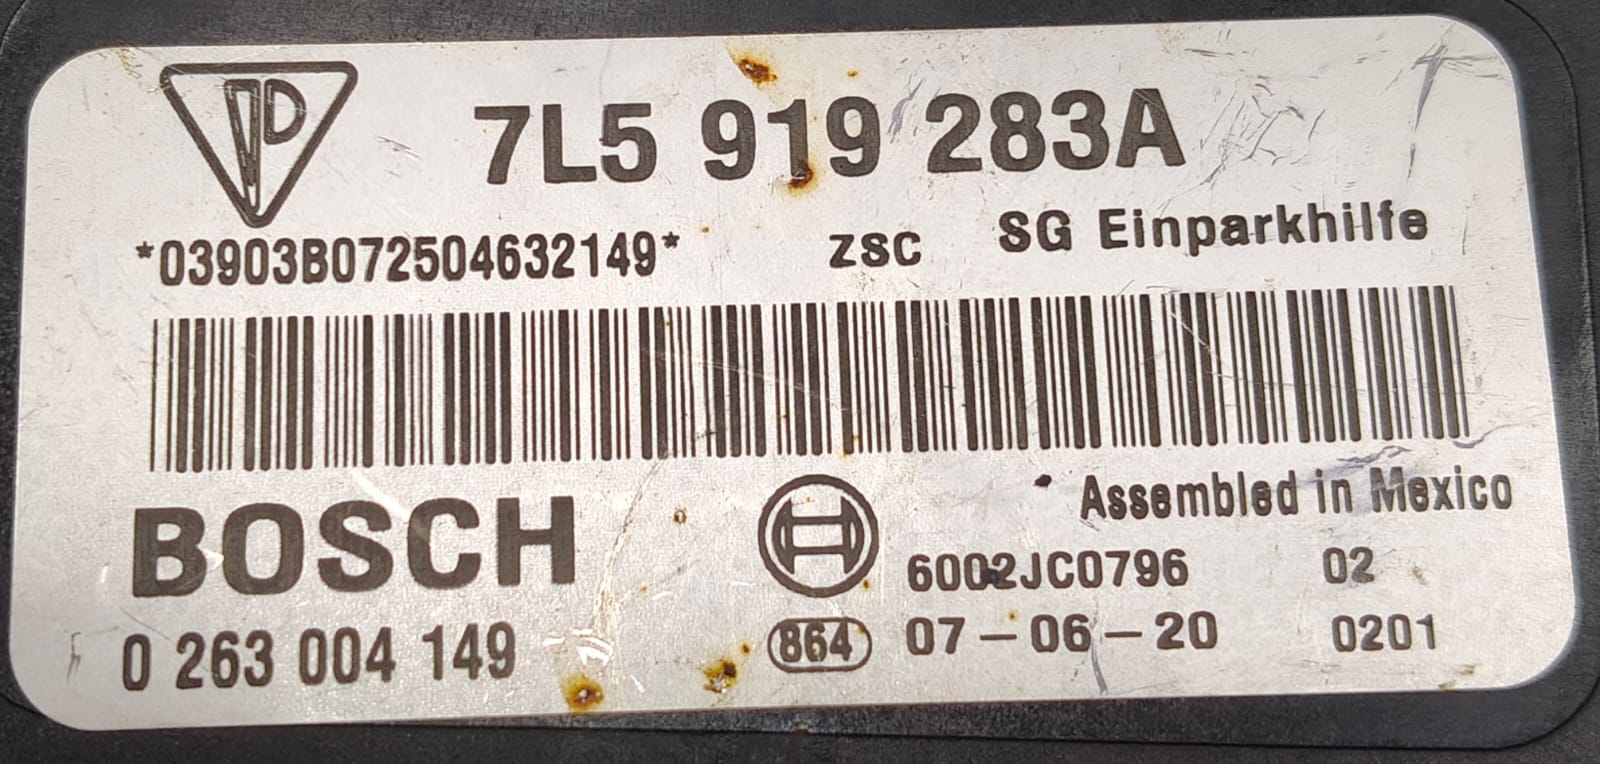 7L5 919 283A
*03903B072504632149* ZSC SG Einparkhilfe
Assembled in Mexico
BOSCH
6002JC0796 02
0 263 004 149 864 07-06-20 0201